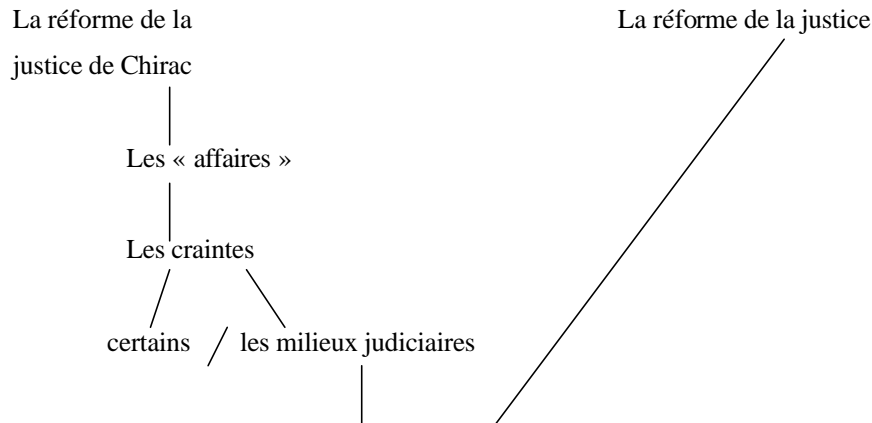 La réforme de la
justice de Chirac
La réforme de la justice
Les « affaires »
Les craintes
certains / les milieux judiciaires